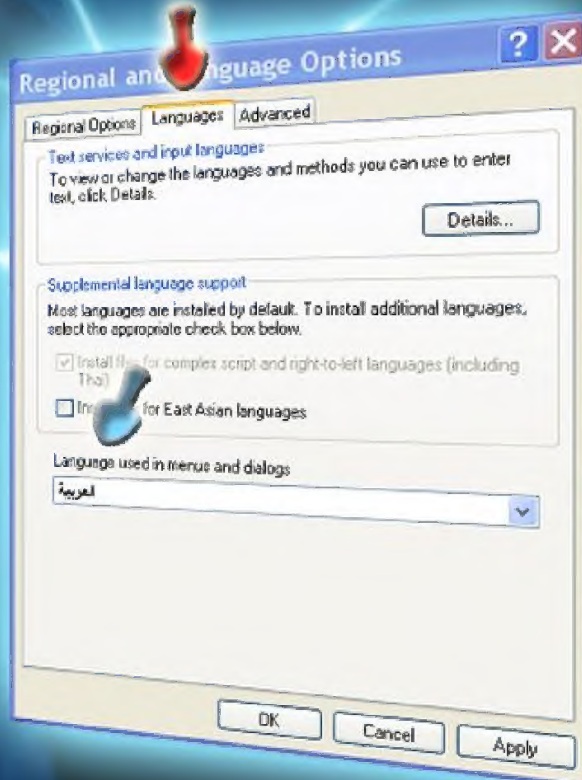 Regional and Language Options
Regional Options Languages Advanced
Text services and input languages
To view or change the languages and methods you can use to enter
text, click Details.
Details...
Supplemental language support
Most languages are installed by default. To install additional languages,
select the appropriate check box below.
Install for complex script and right-to-left languages (including
Thai)
for East Asian languages
Language used in menus and dialogs
العربية
OK Cancel Apply